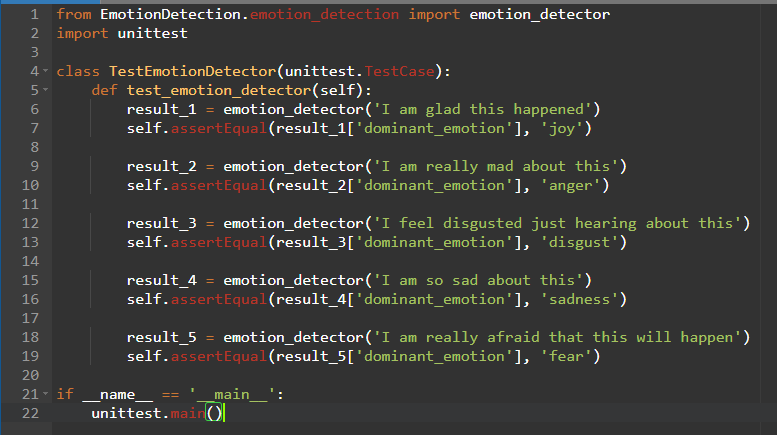 1 from EmotionDetection.emotion_detection import emotion_detector
2 import unittest
3
4 class TestEmotionDetector(unittest.TestCase):
5     def test_emotion_detector(self):
6         result_1 = emotion_detector('I am glad this happened')
7         self.assertEqual(result_1['dominant_emotion'], 'joy')
8
9         result_2 = emotion_detector('I am really mad about this')
10         self.assertEqual(result_2['dominant_emotion'], 'anger')
11
12         result_3 = emotion_detector('I feel disgusted just hearing about this')
13         self.assertEqual(result_3['dominant_emotion'], 'disgust')
14
15         result_4 = emotion_detector('I am so sad about this')
16         self.assertEqual(result_4['dominant_emotion'], 'sadness')
17
18         result_5 = emotion_detector('I am really afraid that this will happen')
19         self.assertEqual(result_5['dominant_emotion'], 'fear')
20
21 if __name__ == '__main__':
22     unittest.main()